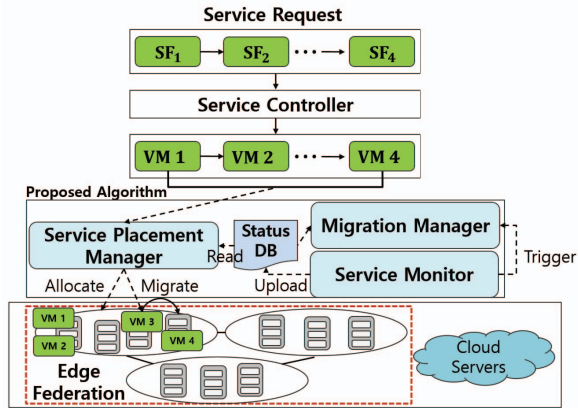 Service Request
SF1 SF2 ... SF4
Service Controller
VM 1 VM 2 ... VM 4
Proposed Algorithm
Service Placement
Manager
Status
DB
Migration Manager
Service Monitor
Read
Upload
Trigger
Allocate
Migrate
VM 1
VM 2
VM 3
VM 4
Edge
Federation
Cloud
Servers